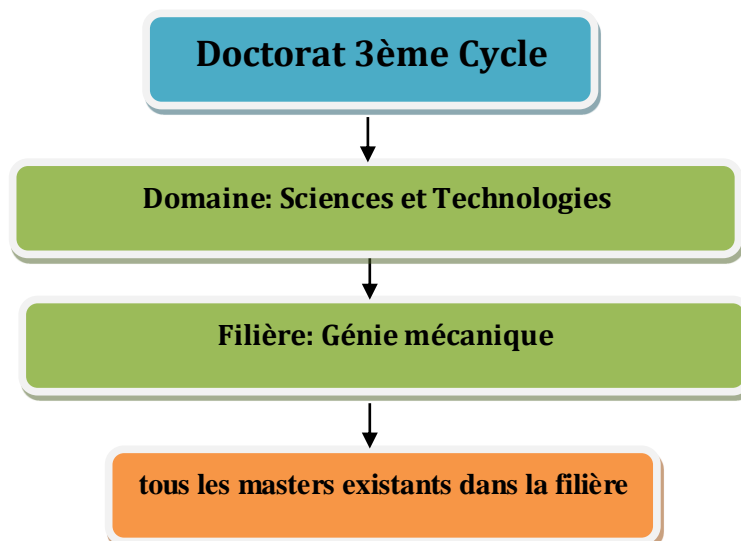 Doctorat 3ème Cycle
Domaine: Sciences et Technologies
Filière: Génie mécanique
tous les masters existants dans la filière